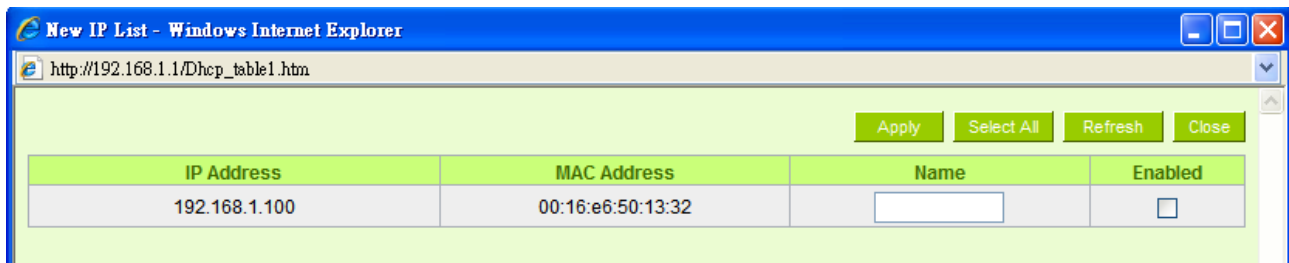 New IP List - Windows Internet Explorer
http://192.168.1.1/Dhcp_table1.htm
Apply Select All Refresh Close
IP Address MAC Address Name Enabled
192.168.1.100 00:16:e6:50:13:32